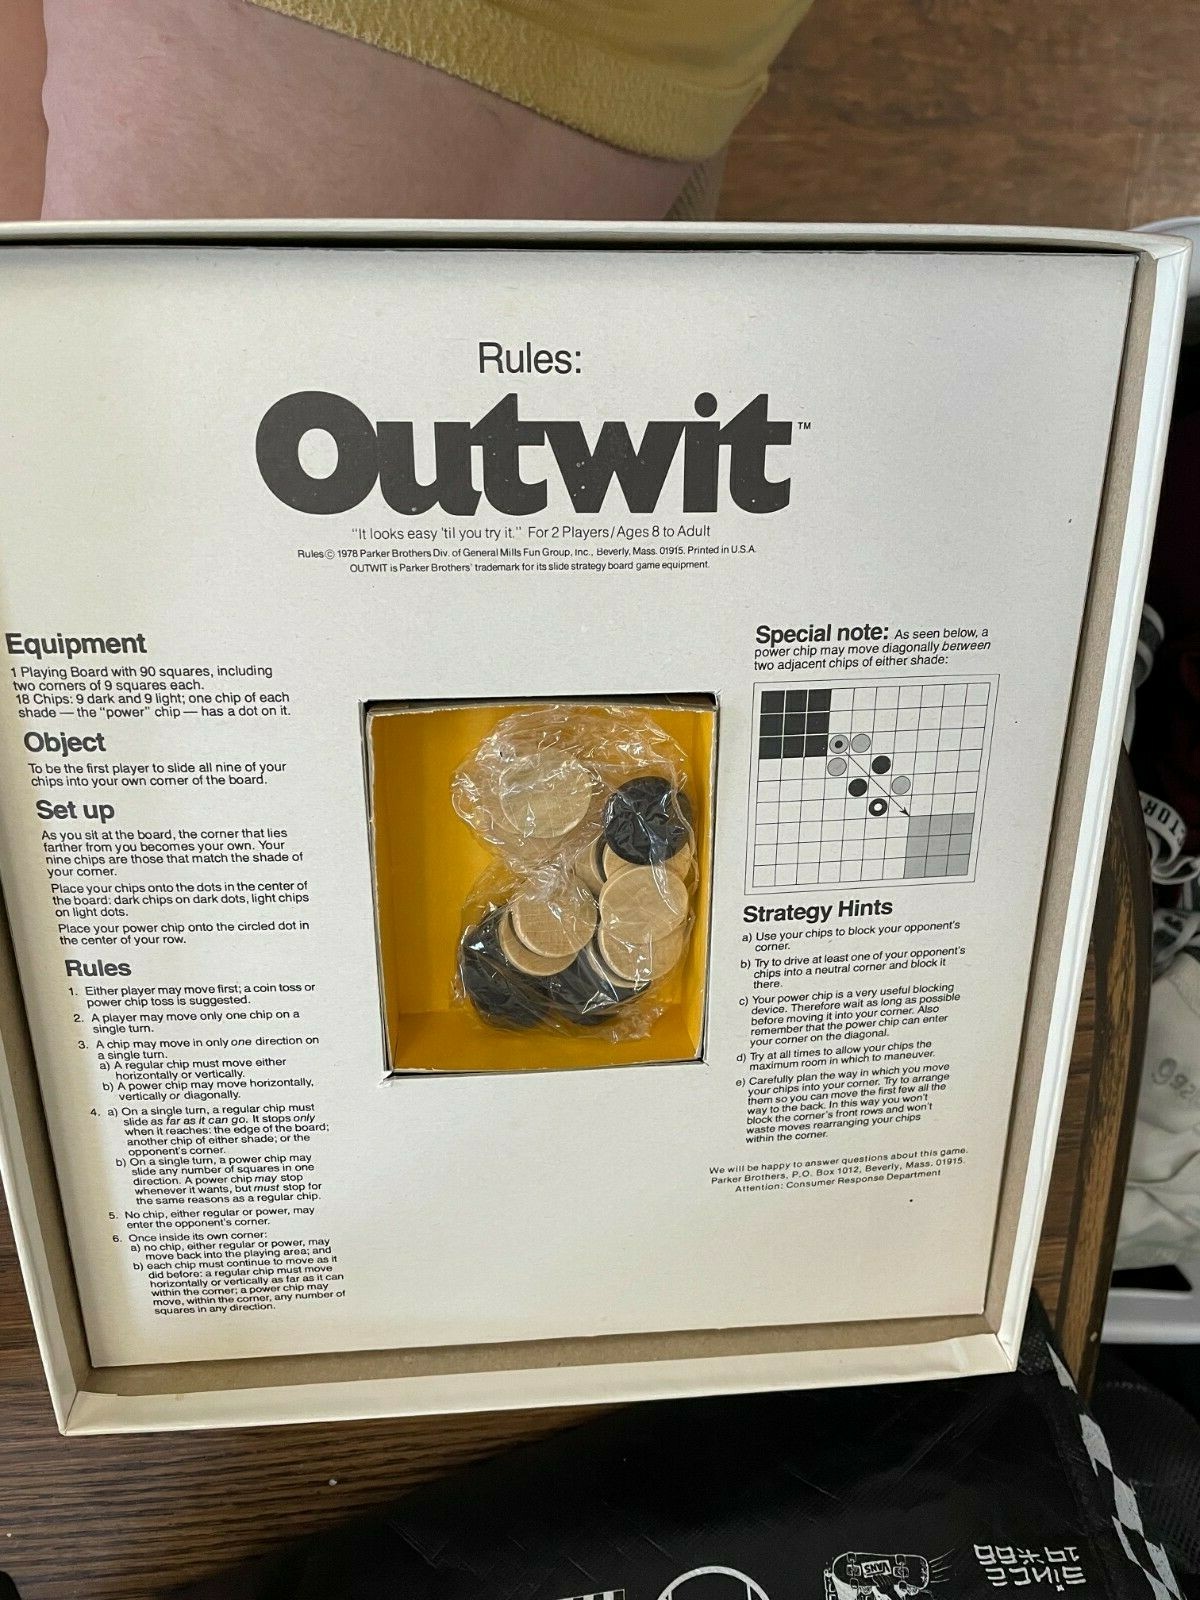 Rules:
Outwit™
"It looks easy 'til you try it." For 2 Players/Ages 8 to Adult
Rules © 1978 Parker Brothers Div. of General Mills Fun Group, Inc., Beverly, Mass. 01915. Printed in U.S.A.
OUTWIT is Parker Brothers' trademark for its slide strategy board game equipment.
Equipment
1 Playing Board with 90 squares, including
two corners of 9 squares each.
18 Chips: 9 dark and 9 light; one chip of each
shade — the "power" chip — has a dot on it.
Object
To be the first player to slide all nine of your
chips into your own corner of the board.
Set up
As you sit at the board, the corner that lies
farther from you becomes your own. Your
nine chips are those that match the shade of
your corner.
Place your chips onto the dots in the center of
the board: dark chips on dark dots, light chips
on light dots.
Place your power chip onto the circled dot in
the center of your row.
Rules
1. Either player may move first; a coin toss or
power chip toss is suggested.
2. A player may move only one chip on a
single turn.
3. A chip may move in only one direction on
a single turn.
a) A regular chip must move either
horizontally or vertically.
b) A power chip may move horizontally,
vertically or diagonally.
4. a) On a single turn, a regular chip must
slide as far as it can go. It stops only
when it reaches: the edge of the board;
another chip of either shade; or the
opponent's corner.
b) On a single turn, a power chip may
slide any number of squares in one
direction. A power chip may stop
whenever it wants, but must stop for
the same reasons as a regular chip.
5. No chip, either regular or power, may
enter the opponent's corner.
6. Once inside its own corner:
a) no chip, either regular or power, may
move back into the playing area; and
b) each chip must continue to move as it
did before: a regular chip must move
horizontally or vertically as far as it can
within the corner; a power chip may
move, within the corner, any number of
squares in any direction.
Special note: As seen below, a
power chip may move diagonally between
two adjacent chips of either shade:
Strategy Hints
a) Use your chips to block your opponent's
corner.
b) Try to drive at least one of your opponent's
chips into a neutral corner and block it
there.
c) Your power chip is a very useful blocking
device. Therefore wait as long as possible
before moving it into your corner. Also
remember that the power chip can enter
your corner on the diagonal.
d) Try at all times to allow your chips the
maximum room in which to maneuver.
e) Carefully plan the way in which you move
your chips into your corner. Try to arrange
them so you can move the first few all the
way to the back. In this way you won't
block the corner's front rows and won't
waste moves rearranging your chips
within the corner.
We will be happy to answer questions about this game.
Parker Brothers, P.O. Box 1012, Beverly, Mass. 01915.
Attention: Consumer Response Department
VANS
SINCE
19*66